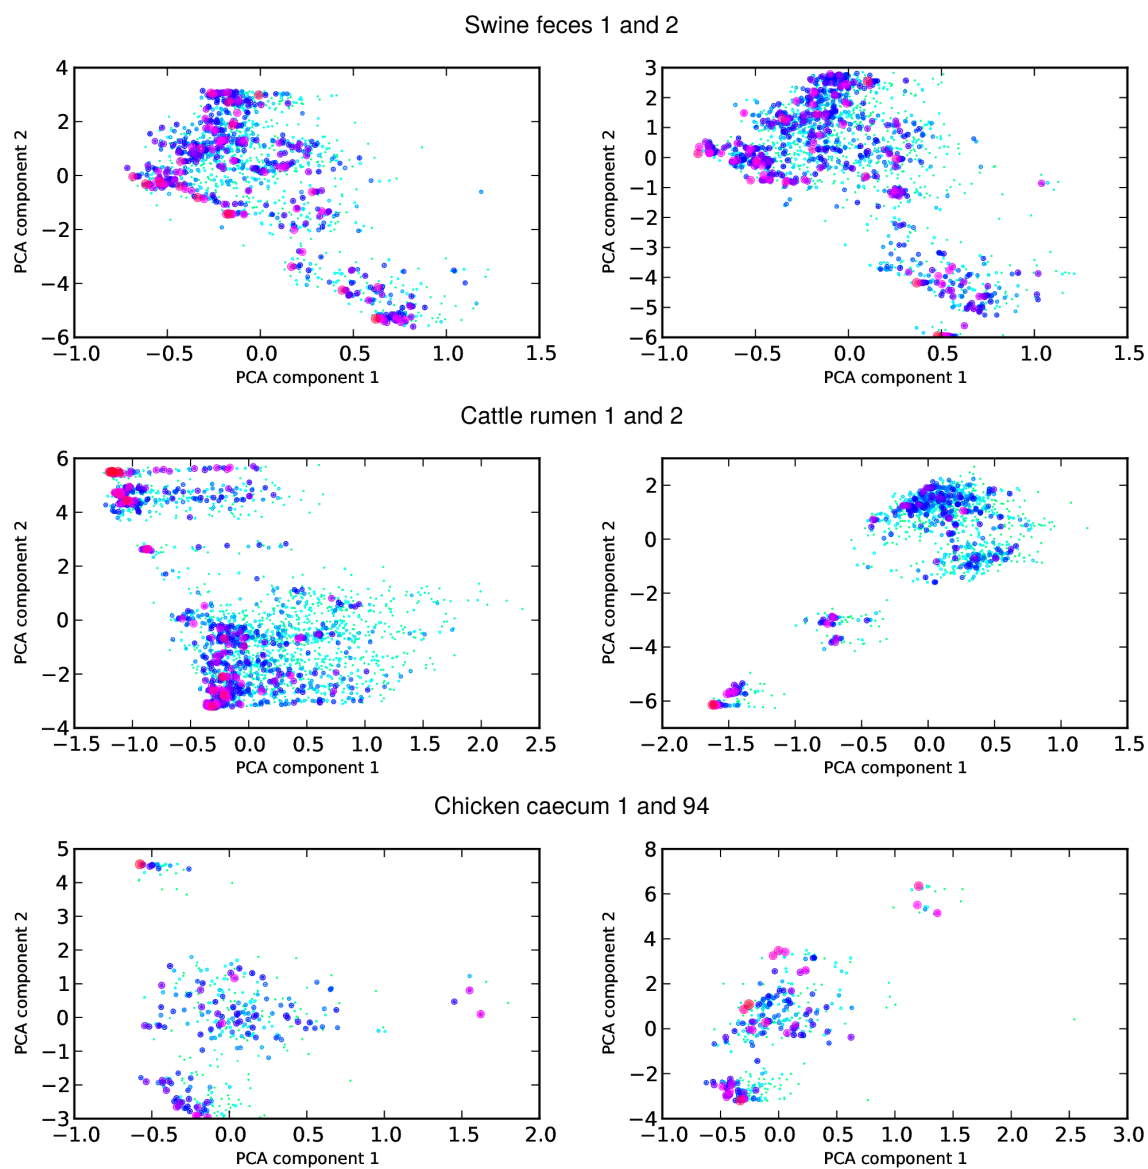 Swine feces 1 and 2
4
2
0
−2
−4
−6
PCA component 2
−1.0 −0.5 0.0 0.5 1.0 1.5
PCA component 1
3
2
1
0
−1
−2
−3
−4
−5
−6
PCA component 2
−1.0 −0.5 0.0 0.5 1.0 1.5
PCA component 1
Cattle rumen 1 and 2
6
4
2
0
−2
−4
PCA component 2
−1.5 −1.0 −0.5 0.0 0.5 1.0 1.5 2.0 2.5
PCA component 1
2
0
−2
−4
−6
PCA component 2
−2.0 −1.5 −1.0 −0.5 0.0 0.5 1.0 1.5
PCA component 1
Chicken caecum 1 and 94
5
4
3
2
1
0
−1
−2
−3
PCA component 2
−1.0 −0.5 0.0 0.5 1.0 1.5 2.0
PCA component 1
8
6
4
2
0
−2
−4
PCA component 2
−1.0 −0.5 0.0 0.5 1.0 1.5 2.0 2.5 3.0
PCA component 1